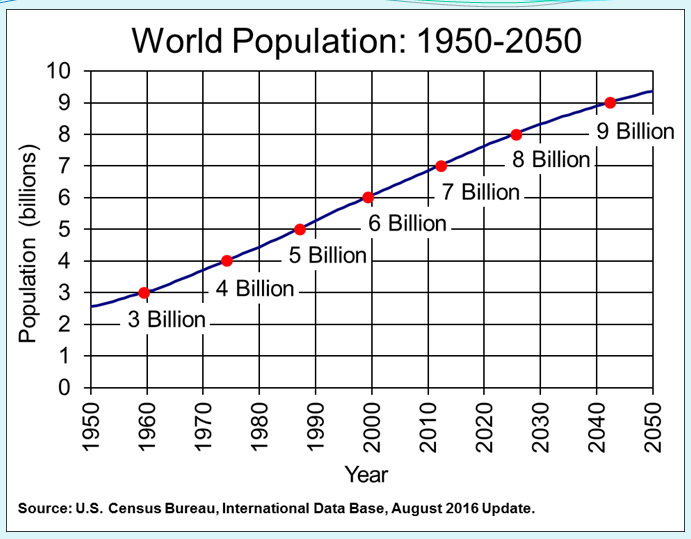 World Population: 1950-2050
10
9
8
7
6
5
4
3
2
1
0
Population (billions)
9 Billion
8 Billion
7 Billion
6 Billion
5 Billion
4 Billion
3 Billion
1950
1960
1970
1980
1990
2000
2010
2020
2030
2040
2050
Year
Source: U.S. Census Bureau, International Data Base, August 2016 Update.